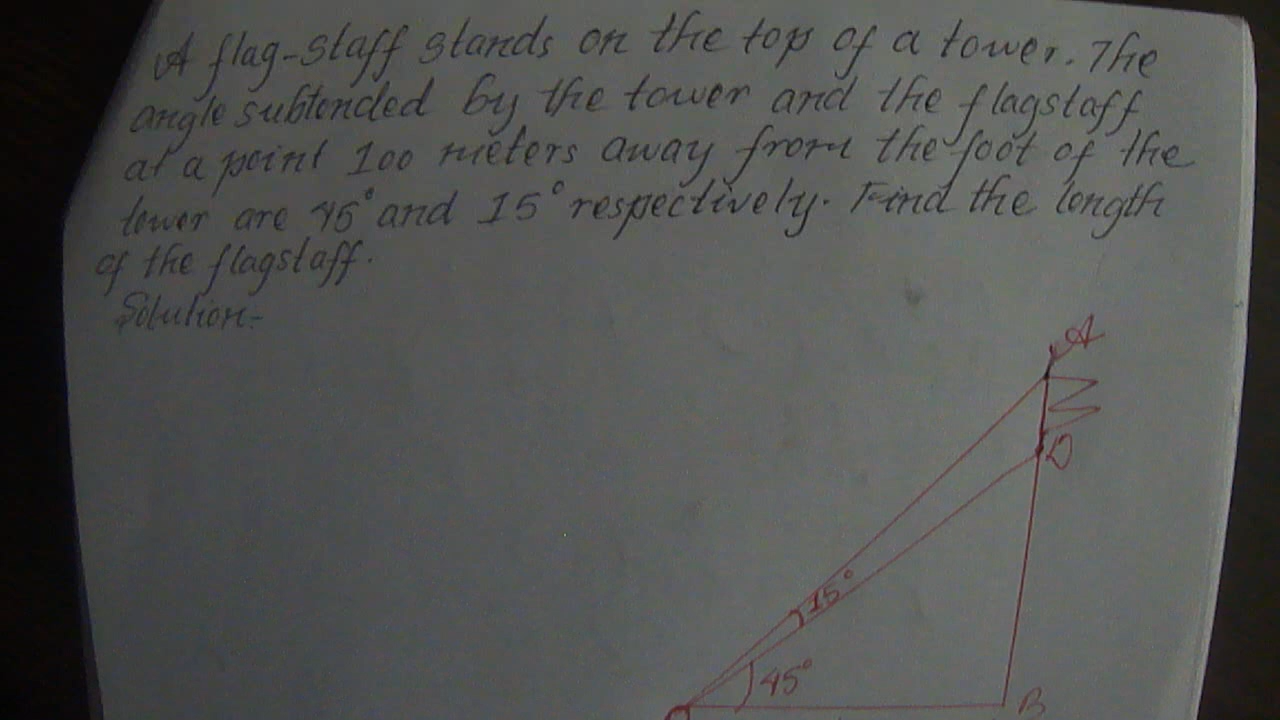 A flag-staff stands on the top of a tower. The
angle subtended by the tower and the flagstaff
at a point 100 meters away from the foot of the
tower are 45° and 15° respectively. Find the length
of the flagstaff.
Solution:-
A
D
15°
45°
B